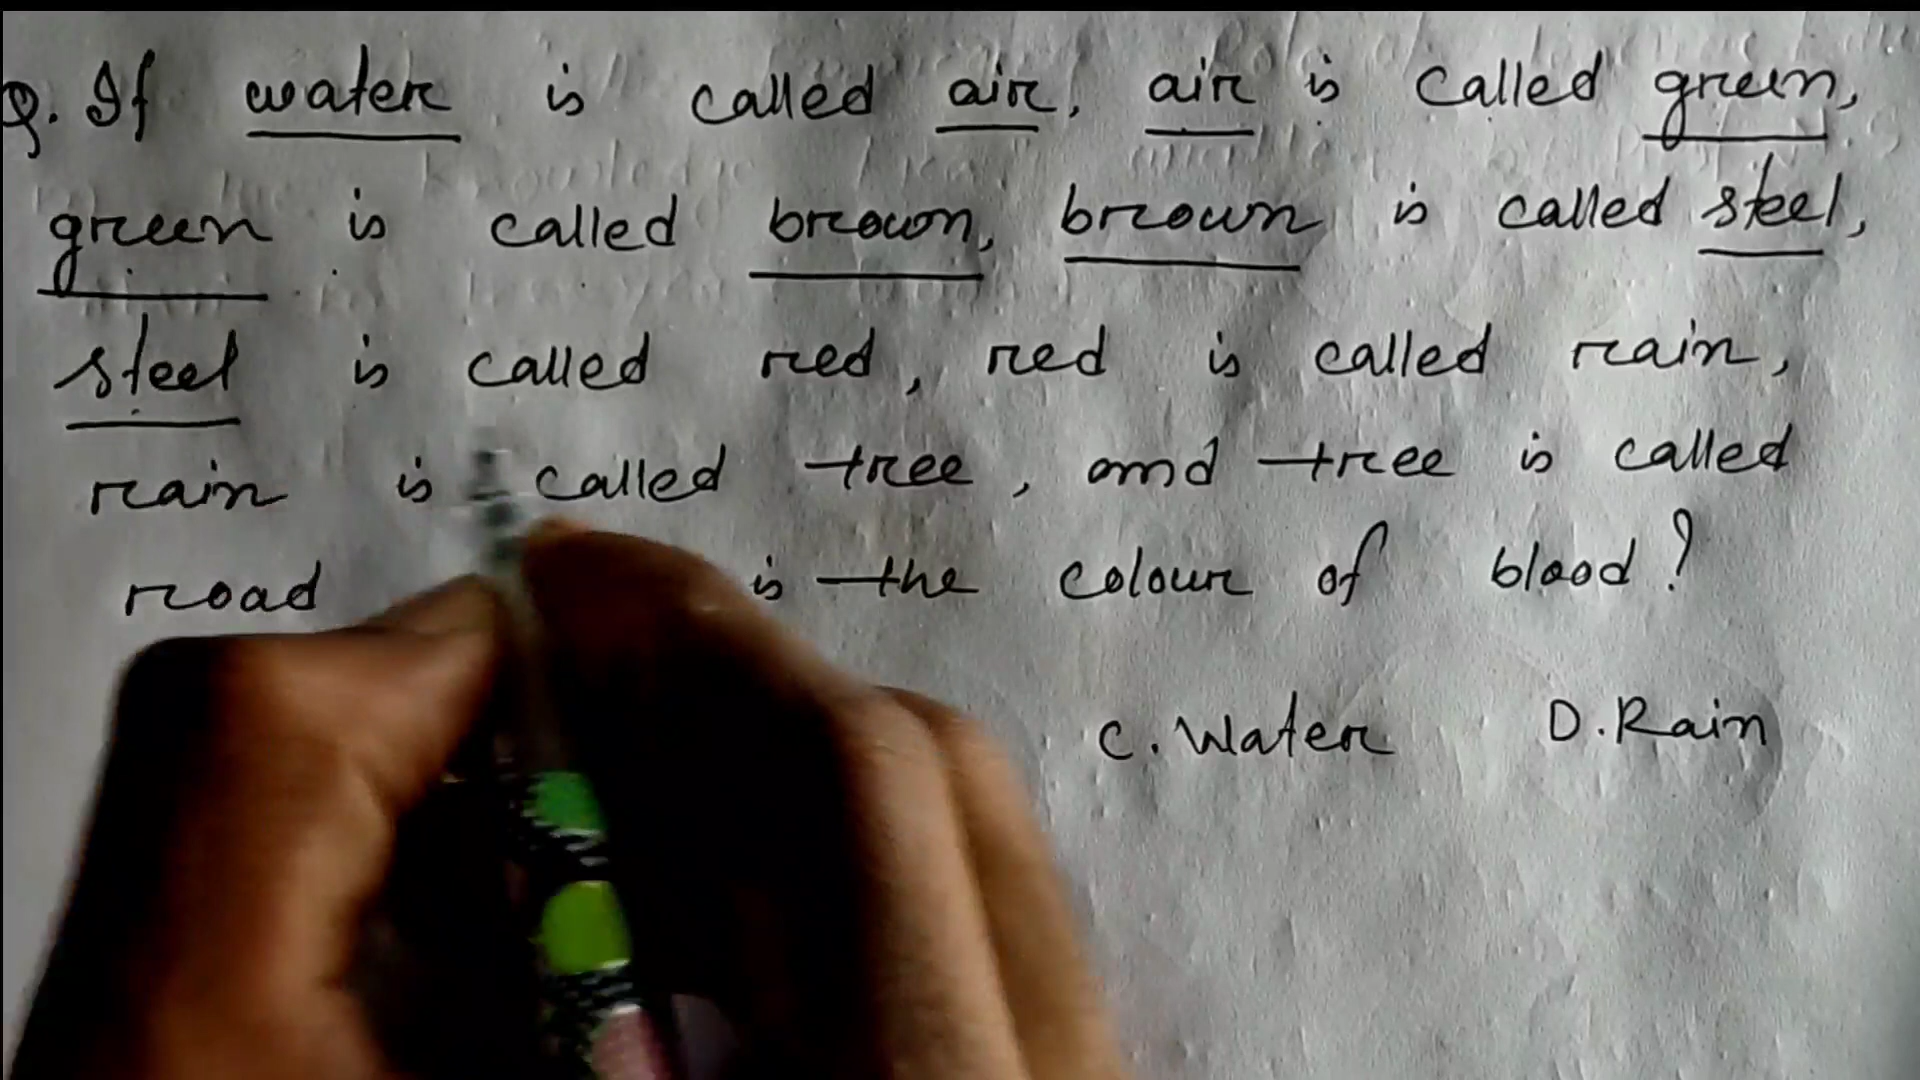 Q. If water is called air, air is called green,
green is called brown, brown is called steel,
steel is called red, red is called rain,
rain is called tree, and tree is called
road is the colour of blood?
C. Water D. Rain